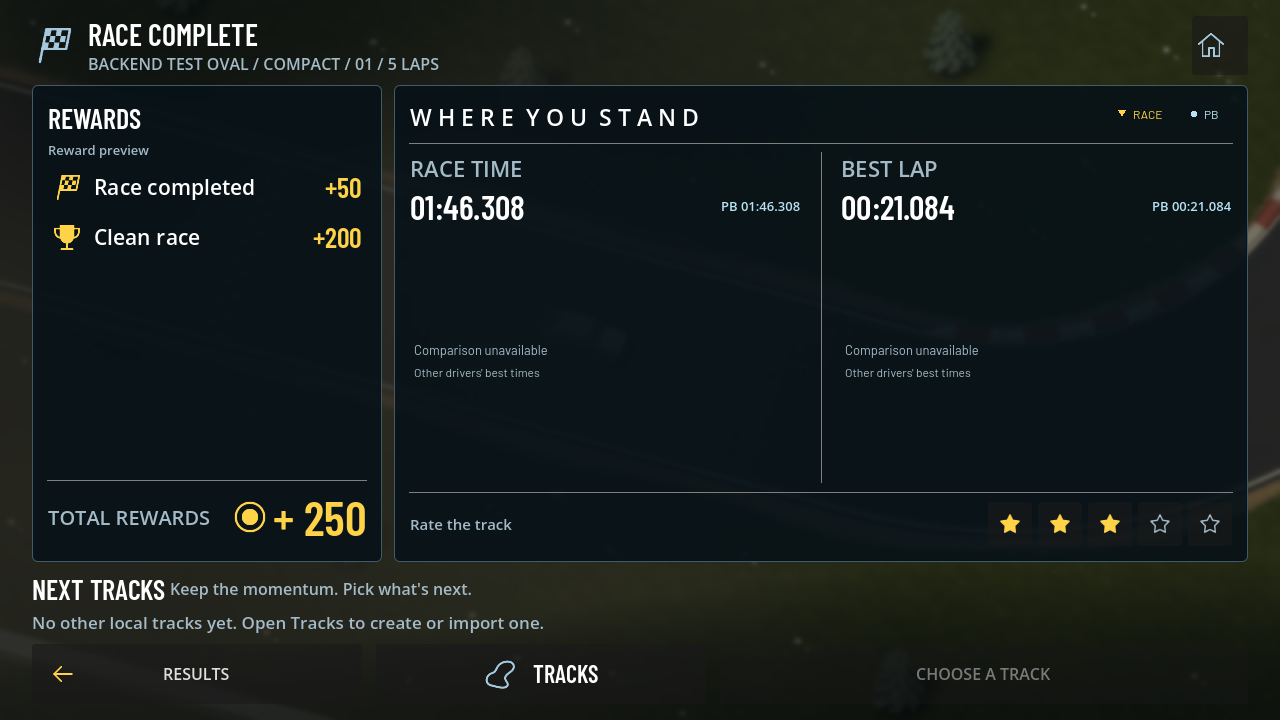 RACE COMPLETE
BACKEND TEST OVAL / COMPACT / 01 / 5 LAPS
REWARDS
Reward preview
Race completed +50
Clean race +200
TOTAL REWARDS + 250
WHERE YOU STAND
RACE PB
RACE TIME
01:46.308 PB 01:46.308
Comparison unavailable
Other drivers' best times
BEST LAP
00:21.084 PB 00:21.084
Comparison unavailable
Other drivers' best times
Rate the track
NEXT TRACKS Keep the momentum. Pick what's next.
No other local tracks yet. Open Tracks to create or import one.
RESULTS
TRACKS
CHOOSE A TRACK